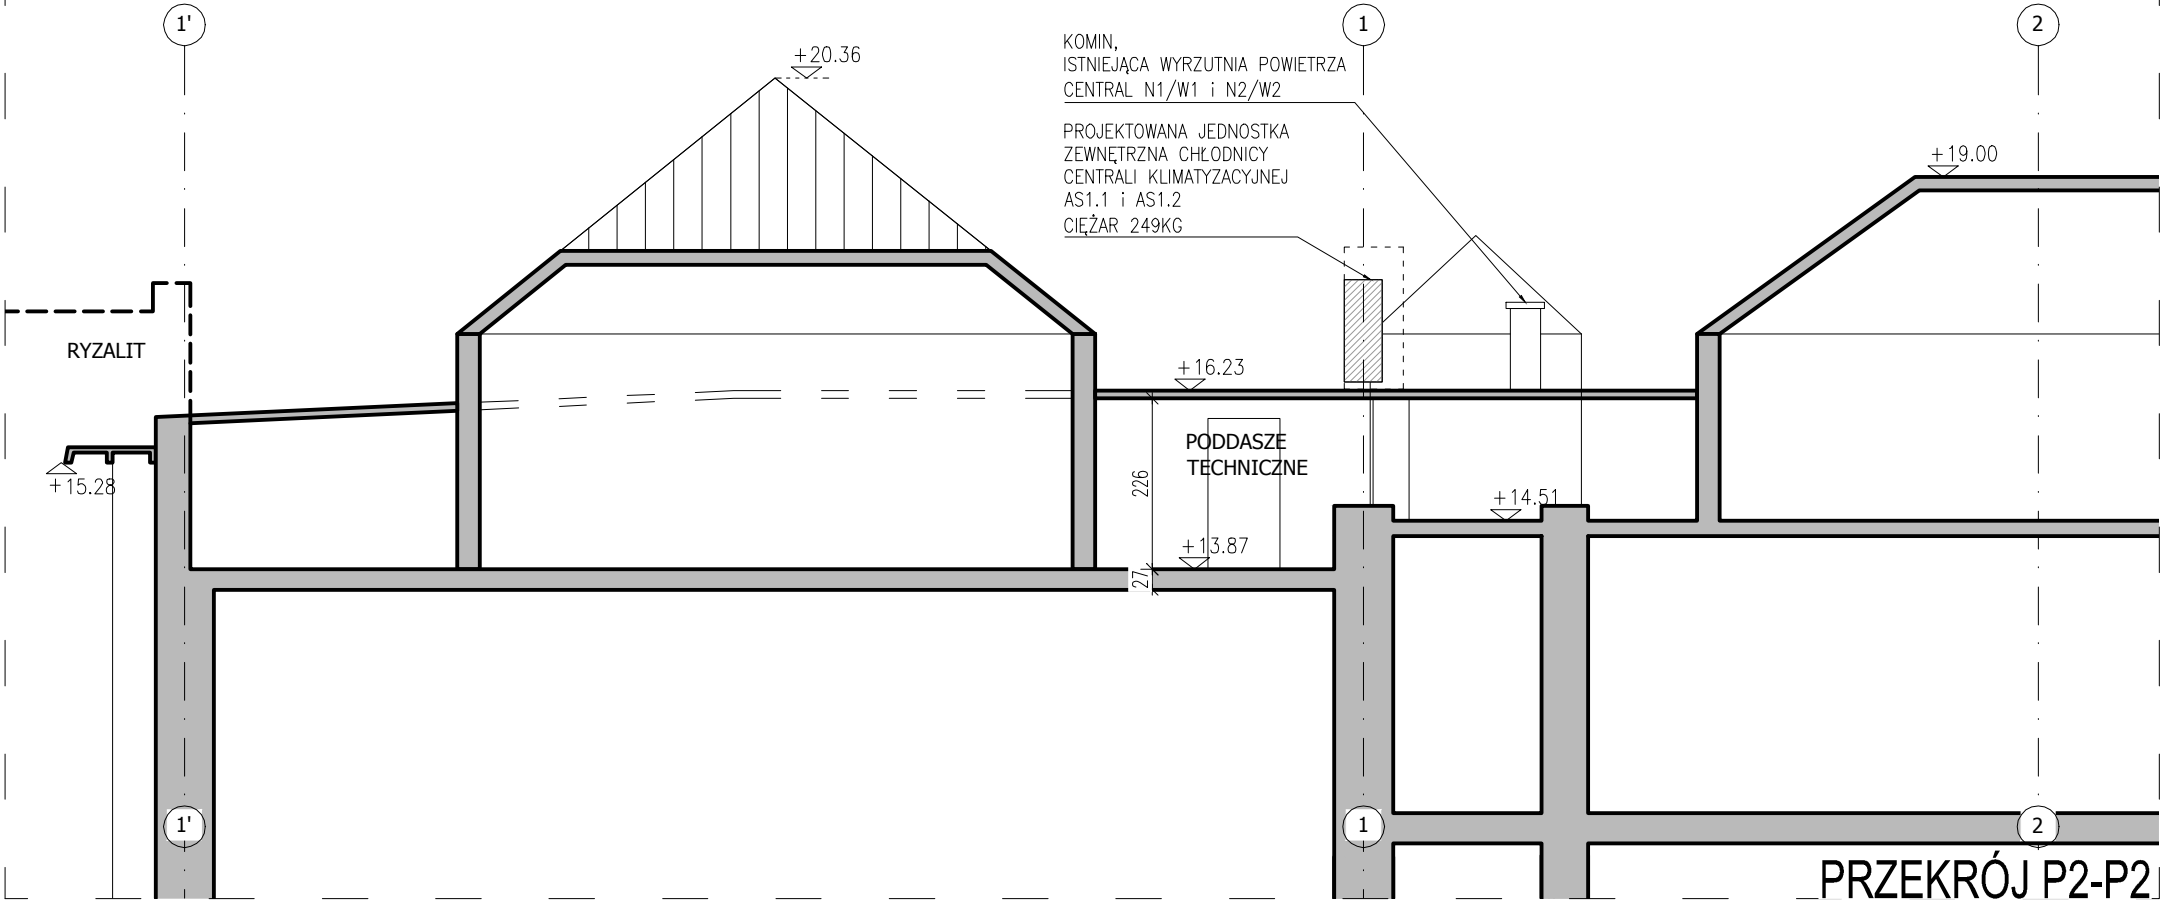 1'
1
2
+20.36
KOMIN,
ISTNIEJĄCA WYRZUTNIA POWIETRZA
CENTRAL N1/W1 i N2/W2
PROJEKTOWANA JEDNOSTKA
ZEWNĘTRZNA CHŁODNICY
CENTRALI KLIMATYZACYJNEJ
AS1.1 i AS1.2
CIĘŻAR 249KG
+19.00
RYZALIT
+16.23
PODDASZE
TECHNICZNE
226
+15.28
+14.51
+13.87
27
1'
1
2
PRZEKRÓJ P2-P2